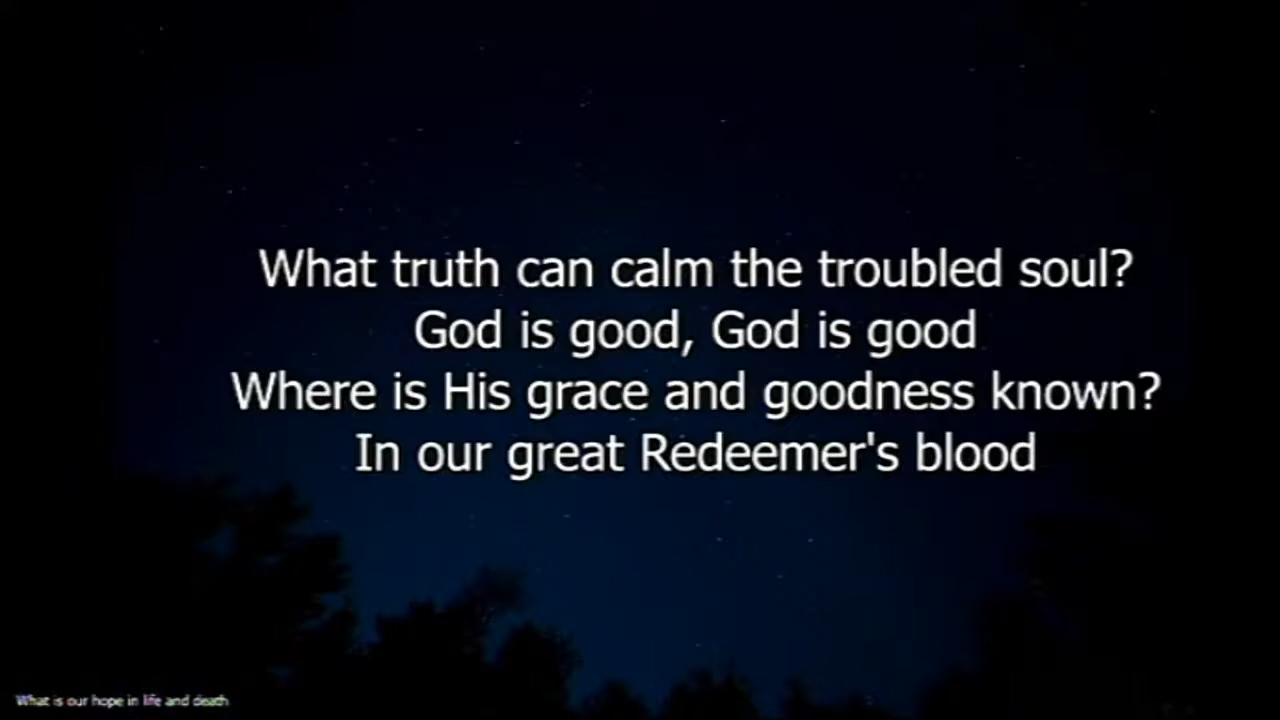 What truth can calm the troubled soul?
God is good, God is good
Where is His grace and goodness known?
In our great Redeemer's blood
What is our hope in life and death